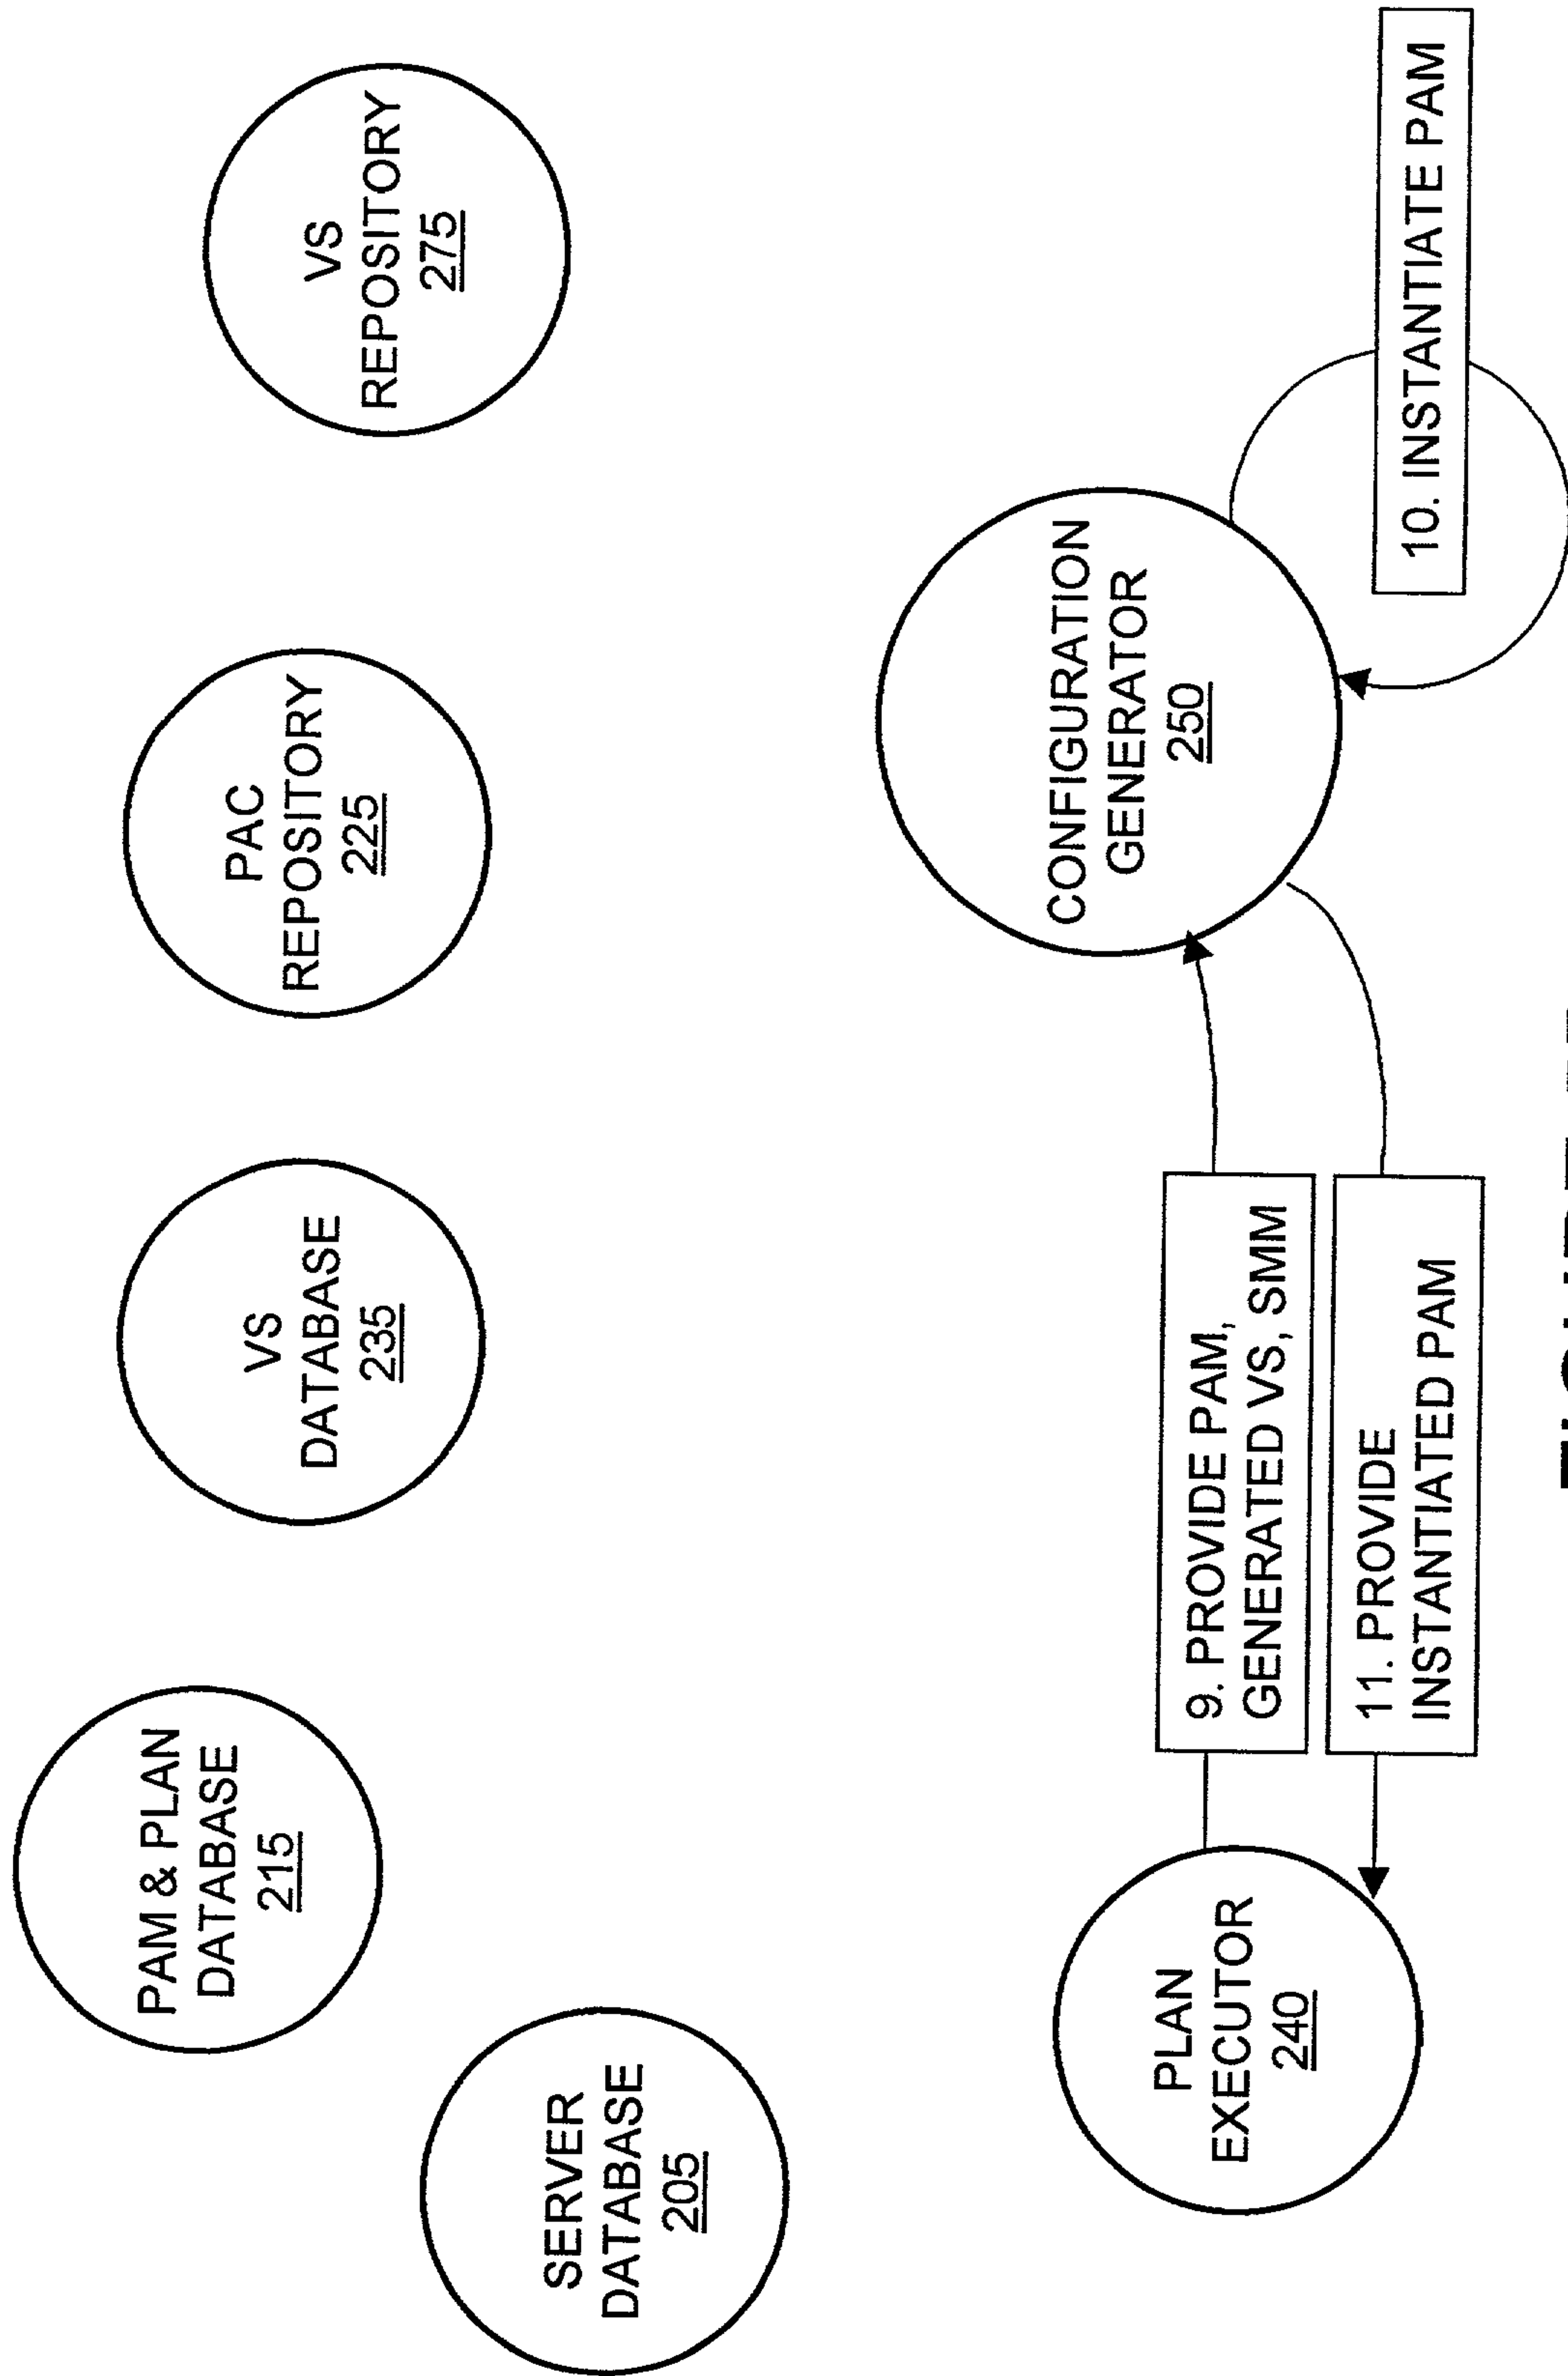 PAM & PLAN
DATABASE
215
VS
DATABASE
235
PAC
REPOSITORY
225
VS
REPOSITORY
275
SERVER
DATABASE
205
PLAN
EXECUTOR
240
9. PROVIDE PAM,
GENERATED VS, SMM
11. PROVIDE
INSTANTIATED PAM
CONFIGURATION
GENERATOR
250
10. INSTANTIATE PAM